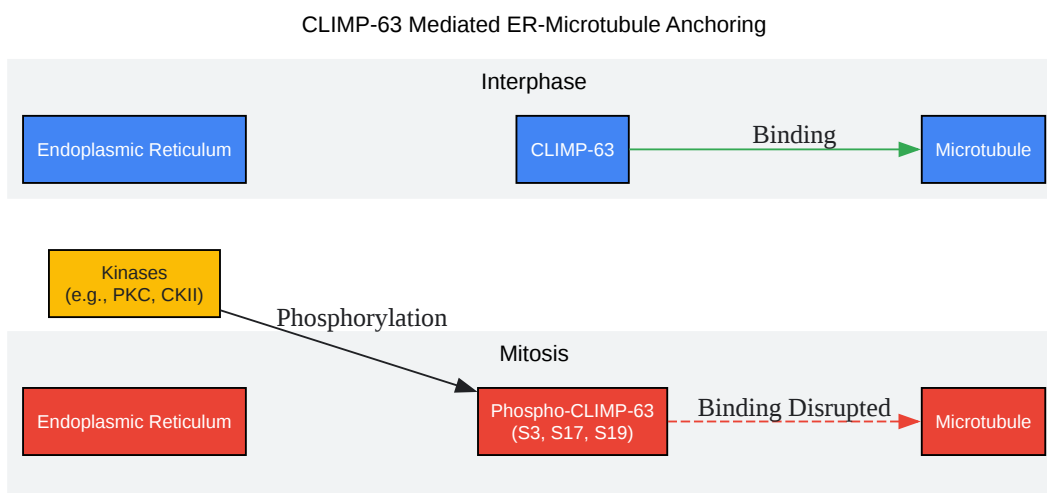 CLIMP-63 Mediated ER-Microtubule Anchoring
Interphase
Endoplasmic Reticulum
CLIMP-63
Binding
Microtubule
Kinases
(e.g., PKC, CKII)
Phosphorylation
Mitosis
Endoplasmic Reticulum
Phospho-CLIMP-63
(S3, S17, S19)
Binding Disrupted
Microtubule